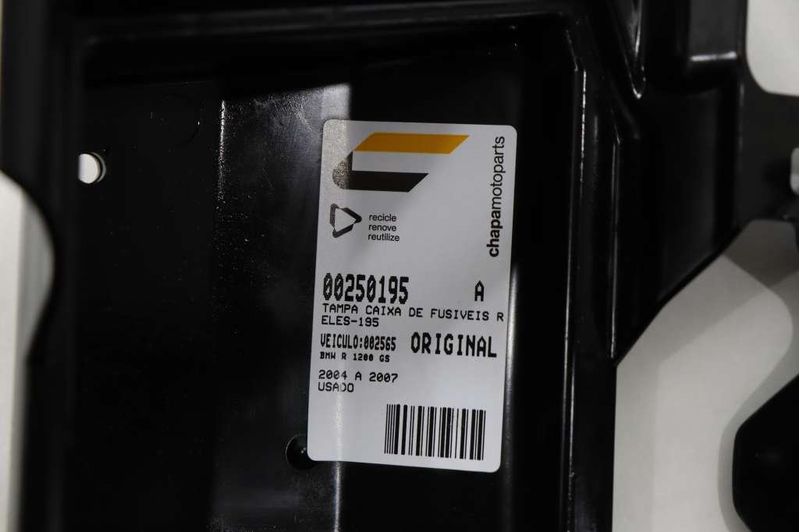 chapamotoparts
recicle
renove
reutilize
00250195 A
TAMPA CAIXA DE FUSIVEIS R
ELES-195
VEICULO:002565 ORIGINAL
BMW R 1200 GS
2004 A 2007
USADO